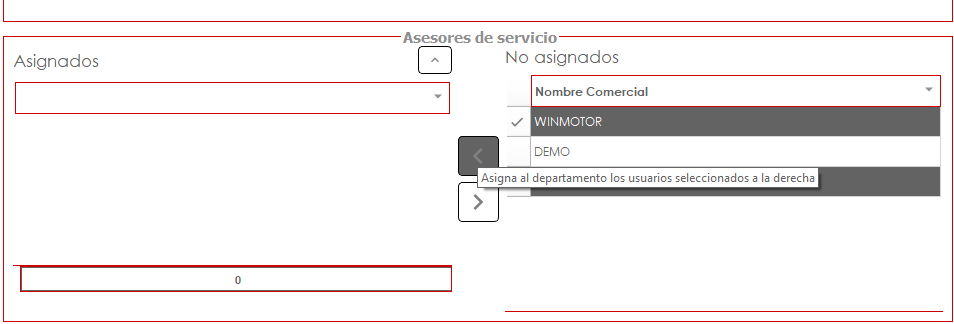 Asesores de servicio
Asignados
No asignados
Nombre Comercial
WINMOTOR
DEMO
Asigna al departamento los usuarios seleccionados a la derecha
0